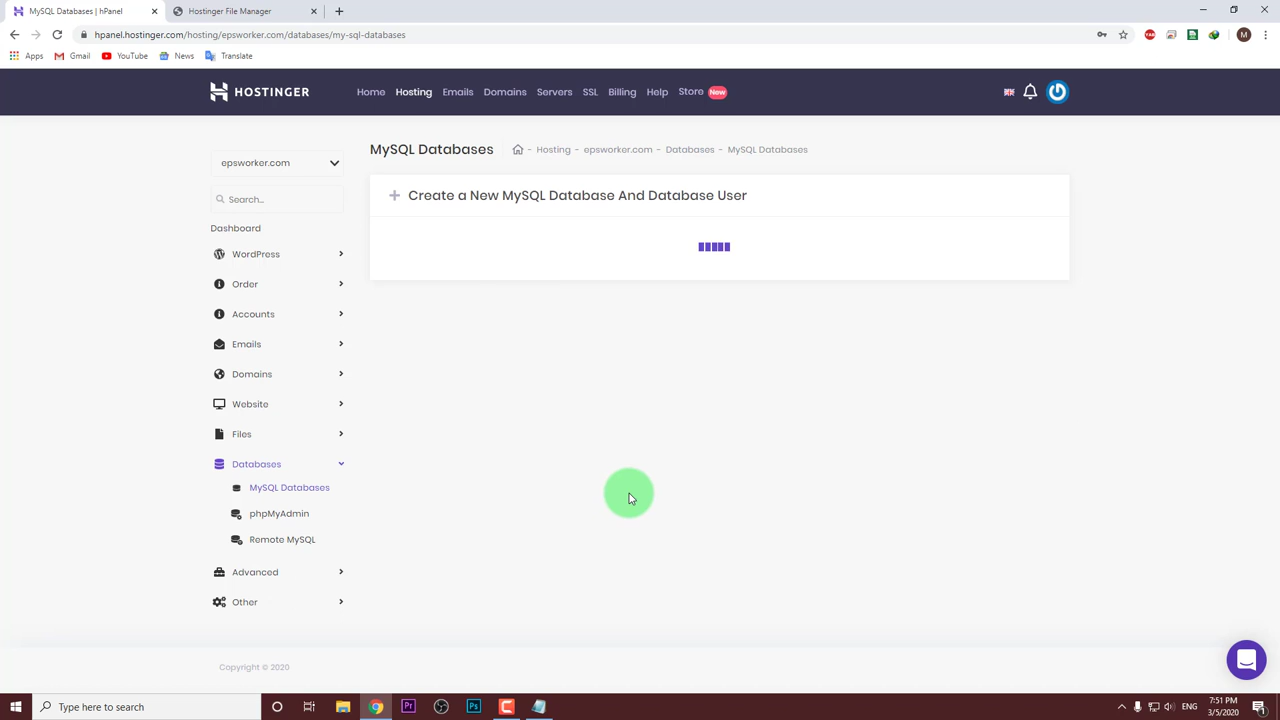 MySQL Databases | hPanel
Hostinger File Manager
hpanel.hostinger.com/hosting/epsworker.com/databases/my-sql-databases
Apps Gmail YouTube News Translate
HOSTINGER Home Hosting Emails Domains Servers SSL Billing Help Store New
epsworker.com
Search...
Dashboard
WordPress
Order
Accounts
Emails
Domains
Website
Files
Databases
MySQL Databases
phpMyAdmin
Remote MySQL
Advanced
Other
MySQL Databases - Hosting - epsworker.com - Databases - MySQL Databases
Create a New MySQL Database And Database User
Copyright © 2020
Type here to search
ENG
7:51 PM
3/5/2020